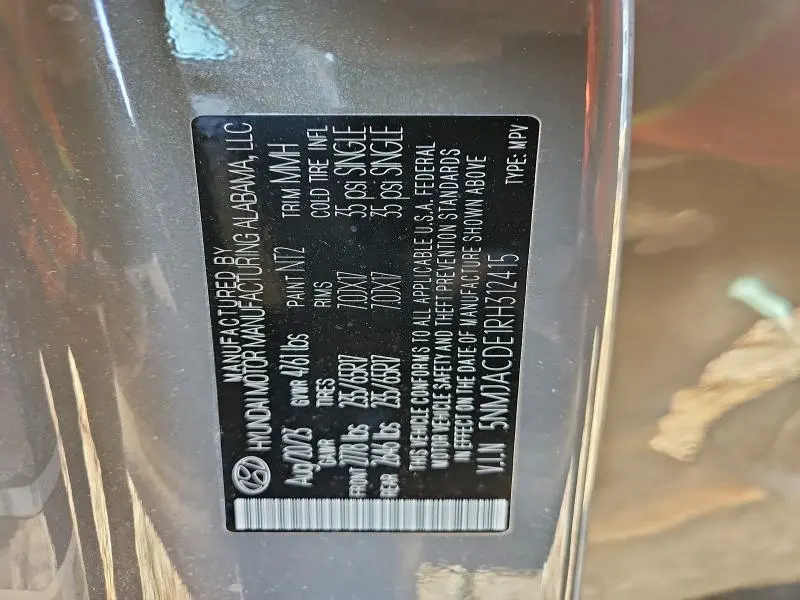 MANUFACTURED BY
HYUNDAI MOTOR MANUFACTURING ALABAMA, LLC
Aug/20/23 GVWR 4761 lbs PAINT NT2 TRIM MMH
GAWR TIRES RIMS COLD TIRE INFL
FRONT 2778 lbs 235/65R17 7.0JX17 35 psi SINGLE
REAR 2646 lbs 235/65R17 7.0JX17 35 psi SINGLE
THIS VEHICLE CONFORMS TO ALL APPLICABLE U.S.A. FEDERAL
MOTOR VEHICLE SAFETY AND THEFT PREVENTION STANDARDS
IN EFFECT ON THE DATE OF MANUFACTURE SHOWN ABOVE
V.I.N 5NMJACDE1RH312415 TYPE: MPV